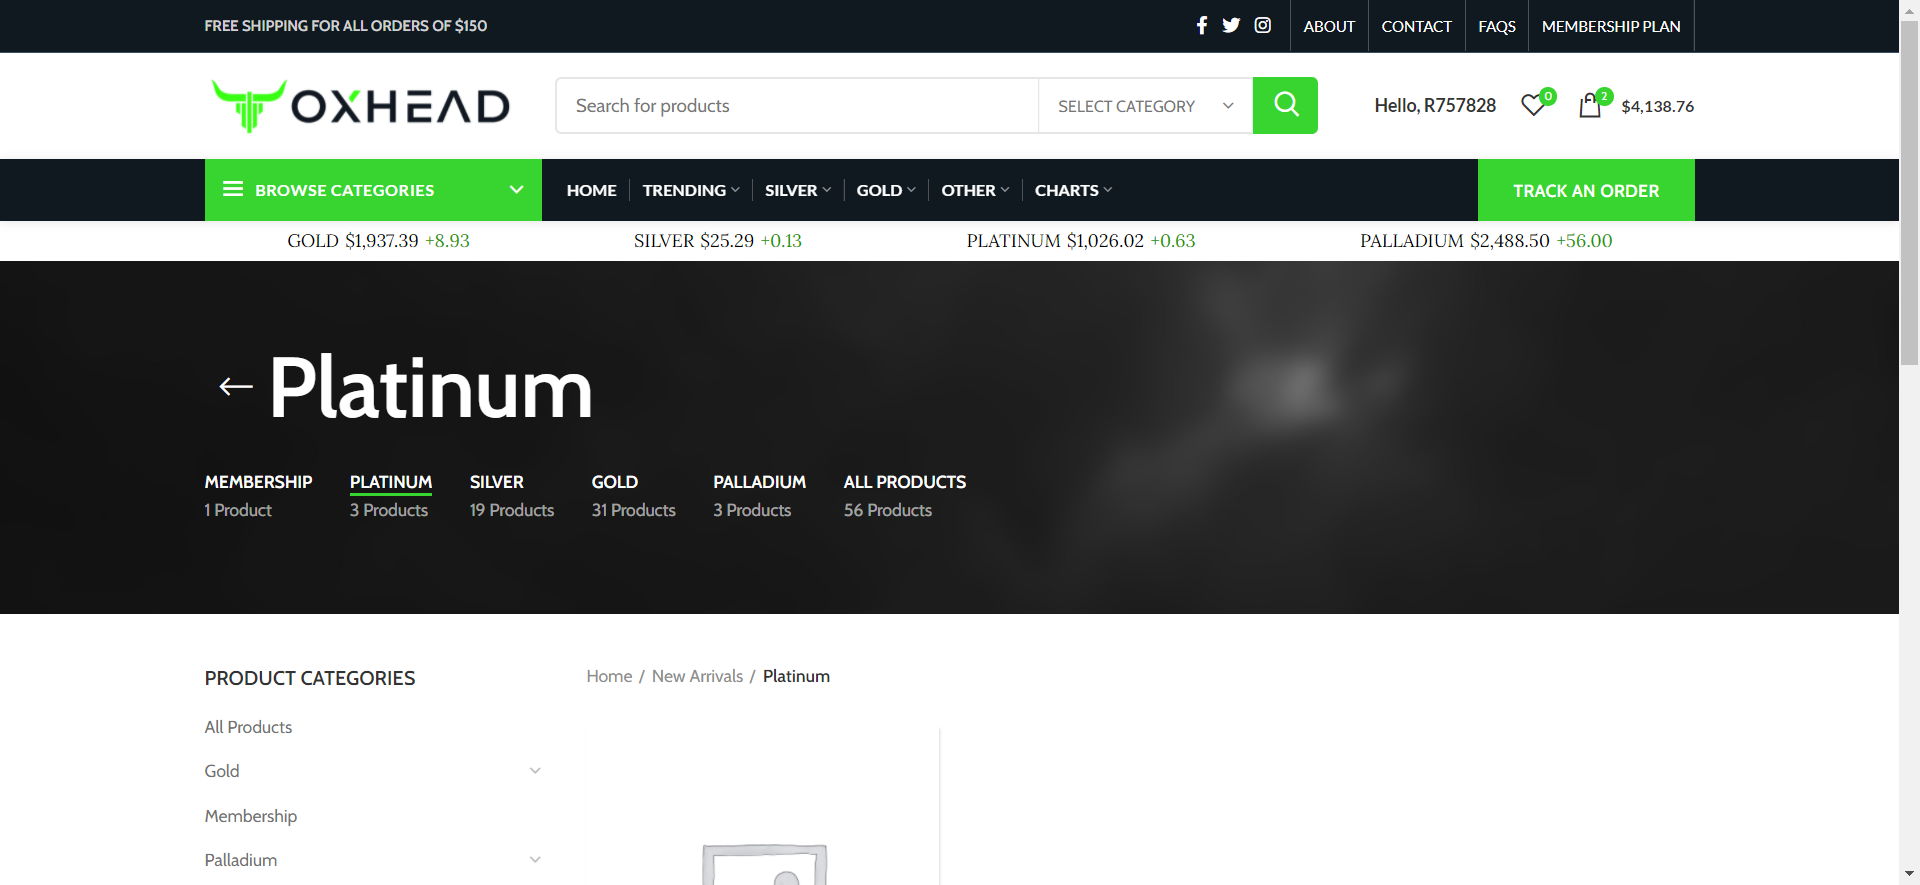 FREE SHIPPING FOR ALL ORDERS OF $150
ABOUT
CONTACT
FAQS
MEMBERSHIP PLAN
OXHEAD
Search for products
SELECT CATEGORY
Hello, R757828
0
2
$4,138.76
BROWSE CATEGORIES
HOME
TRENDING
SILVER
GOLD
OTHER
CHARTS
TRACK AN ORDER
GOLD $1,937.39 +8.93
SILVER $25.29 +0.13
PLATINUM $1,026.02 +0.63
PALLADIUM $2,488.50 +56.00
Platinum
MEMBERSHIP
1 Product
PLATINUM
3 Products
SILVER
19 Products
GOLD
31 Products
PALLADIUM
3 Products
ALL PRODUCTS
56 Products
PRODUCT CATEGORIES
Home / New Arrivals / Platinum
All Products
Gold
Membership
Palladium